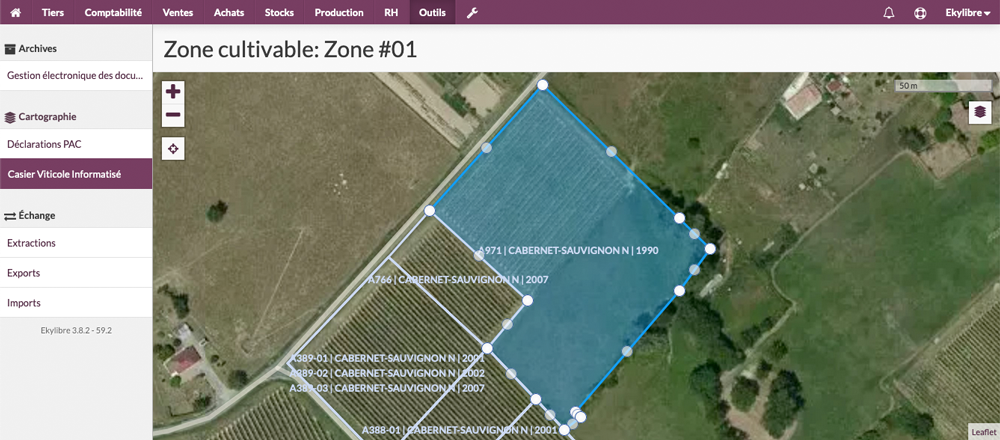 Tiers Comptabilité Ventes Achats Stocks Production RH Outils Ekylibre
Archives
Gestion électronique des docu...
Cartographie
Déclarations PAC
Casier Viticole Informatisé
Échange
Extractions
Exports
Imports
Ekylibre 3.8.2 - 59.2
Zone cultivable: Zone #01
50 m
A971 | CABERNET-SAUVIGNON N | 1990
A766 | CABERNET-SAUVIGNON N | 2007
A389-01 | CABERNET-SAUVIGNON N | 2001
A389-02 | CABERNET-SAUVIGNON N | 2002
A389-03 | CABERNET-SAUVIGNON N | 2007
A388-01 | CABERNET-SAUVIGNON N | 2001
Leaflet